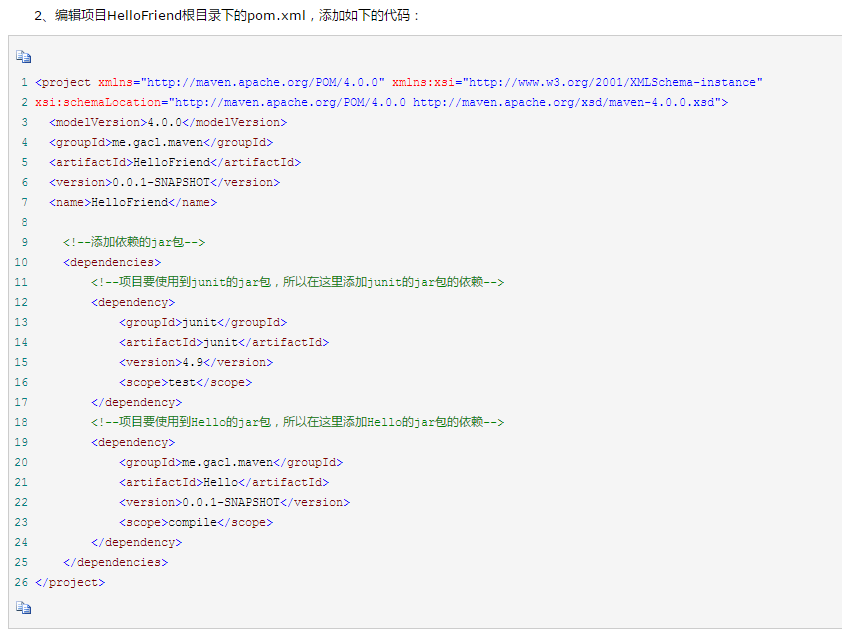 2、编辑项目HelloFriend根目录下的pom.xml，添加如下的代码：
1 <project xmlns="http://maven.apache.org/POM/4.0.0" xmlns:xsi="http://www.w3.org/2001/XMLSchema-instance"
2 xsi:schemaLocation="http://maven.apache.org/POM/4.0.0 http://maven.apache.org/xsd/maven-4.0.0.xsd">
3   <modelVersion>4.0.0</modelVersion>
4   <groupId>me.gacl.maven</groupId>
5   <artifactId>HelloFriend</artifactId>
6   <version>0.0.1-SNAPSHOT</version>
7   <name>HelloFriend</name>
8
9     <!--添加依赖的jar包-->
10     <dependencies>
11         <!--项目要使用到junit的jar包，所以在这里添加junit的jar包的依赖-->
12         <dependency>
13             <groupId>junit</groupId>
14             <artifactId>junit</artifactId>
15             <version>4.9</version>
16             <scope>test</scope>
17         </dependency>
18         <!--项目要使用到Hello的jar包，所以在这里添加Hello的jar包的依赖-->
19         <dependency>
20             <groupId>me.gacl.maven</groupId>
21             <artifactId>Hello</artifactId>
22             <version>0.0.1-SNAPSHOT</version>
23             <scope>compile</scope>
24         </dependency>
25     </dependencies>
26 </project>